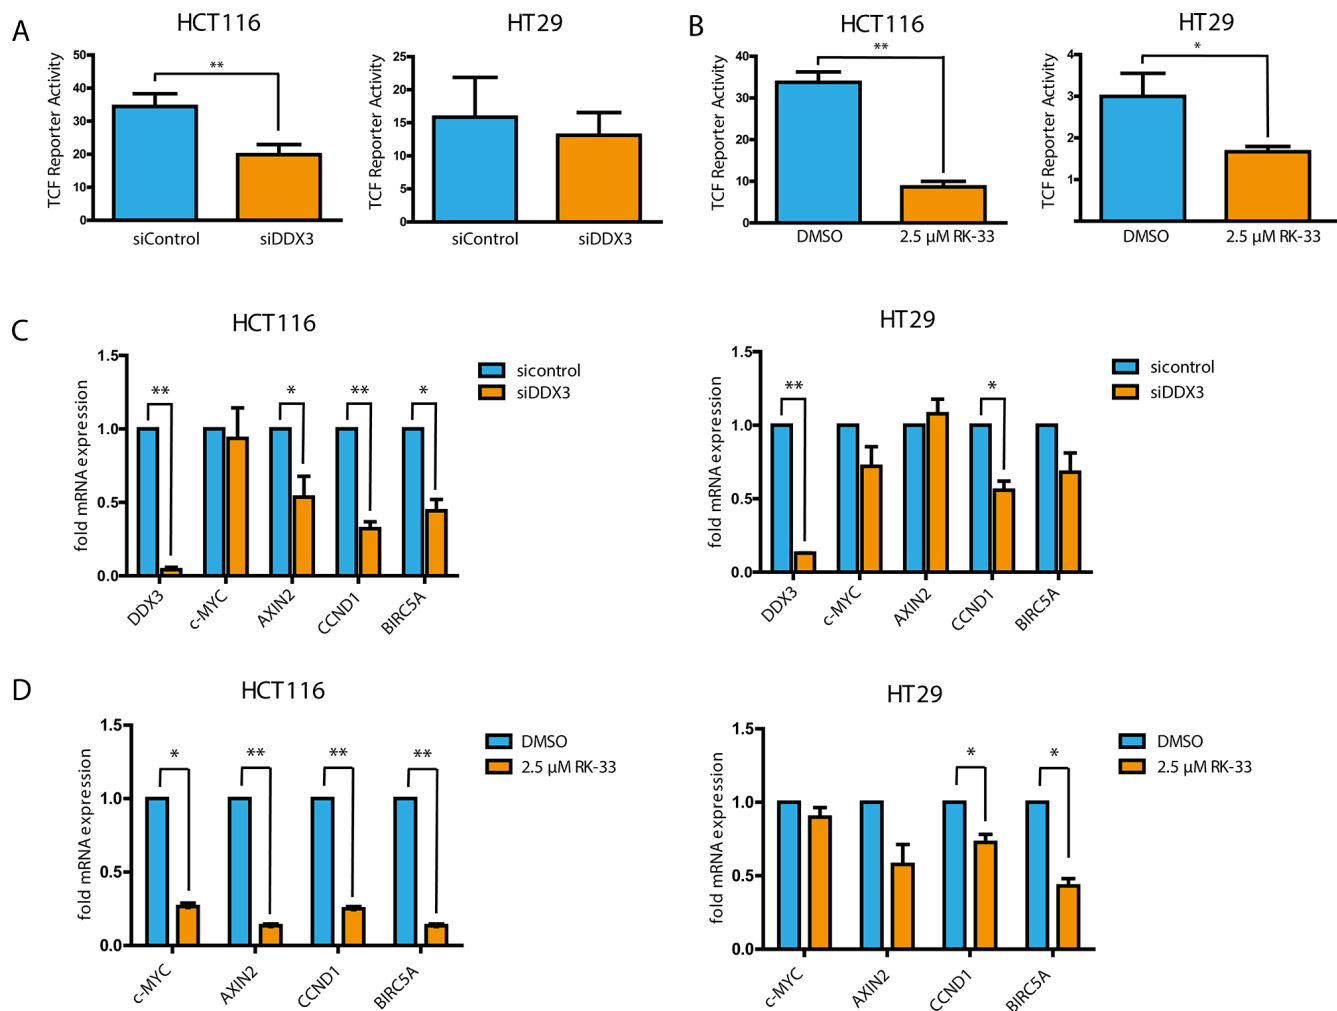 A
HCT116
TCF Reporter Activity
50
40
30
20
10
0
**
siControl
siDDX3
HT29
TCF Reporter Activity
25
20
15
10
5
0
siControl
siDDX3
B
HCT116
TCF Reporter Activity
40
30
20
10
0
**
DMSO
2.5 µM RK-33
HT29
TCF Reporter Activity
4
3
2
1
*
DMSO
2.5 µM RK-33
C
HCT116
fold mRNA expression
1.5
1.0
0.5
0.0
**
*
**
*
sicontrol
siDDX3
DDX3
c-MYC
AXIN2
CCND1
BIRC5A
HT29
fold mRNA expression
1.5
1.0
0.5
0.0
**
*
sicontrol
siDDX3
DDX3
c-MYC
AXIN2
CCND1
BIRC5A
D
HCT116
fold mRNA expression
1.5
1.0
0.5
0.0
*
**
**
**
DMSO
2.5 µM RK-33
c-MYC
AXIN2
CCND1
BIRC5A
HT29
fold mRNA expression
1.5
1.0
0.5
0.0
*
*
DMSO
2.5 µM RK-33
c-MYC
AXIN2
CCND1
BIRC5A